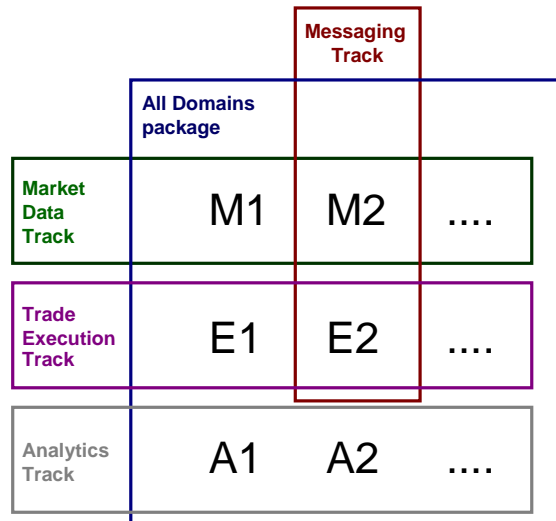 Messaging
Track
All Domains
package
Market
Data
Track
M1 M2 ....
Trade
Execution
Track
E1 E2 ....
Analytics
Track
A1 A2 ....